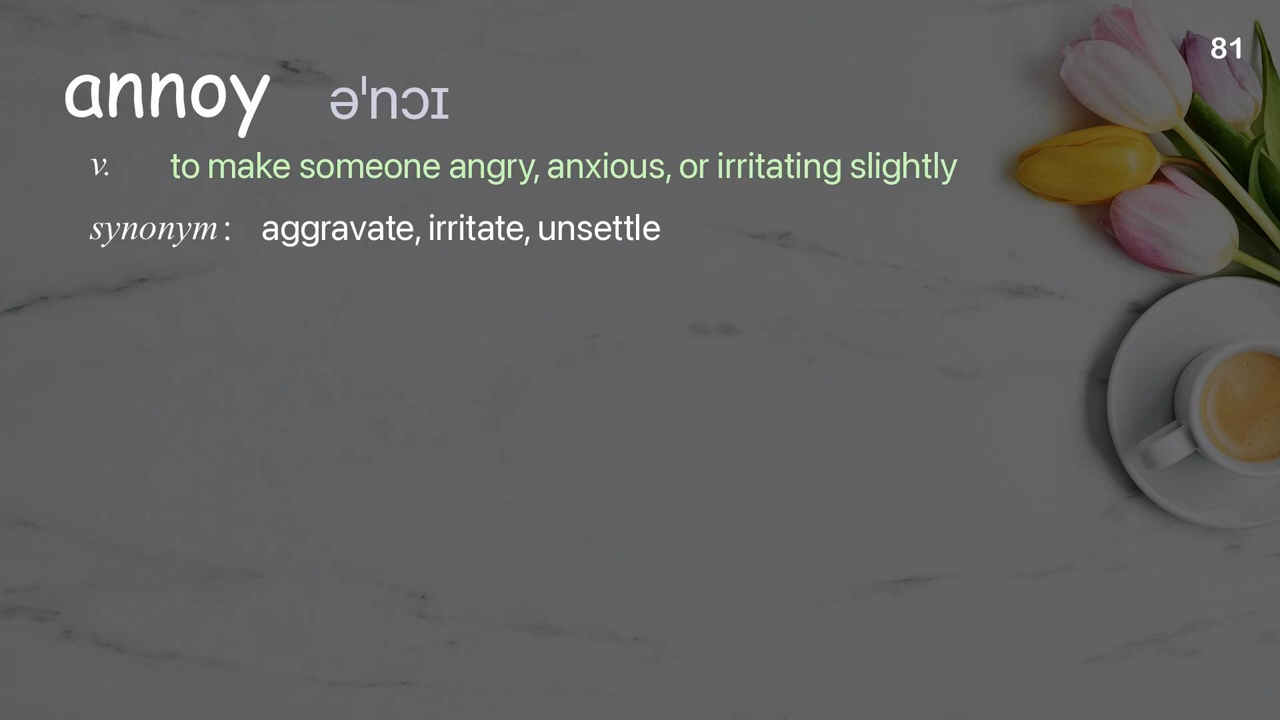 81
annoy əˈnɔɪ
v. to make someone angry, anxious, or irritating slightly
synonym : aggravate, irritate, unsettle